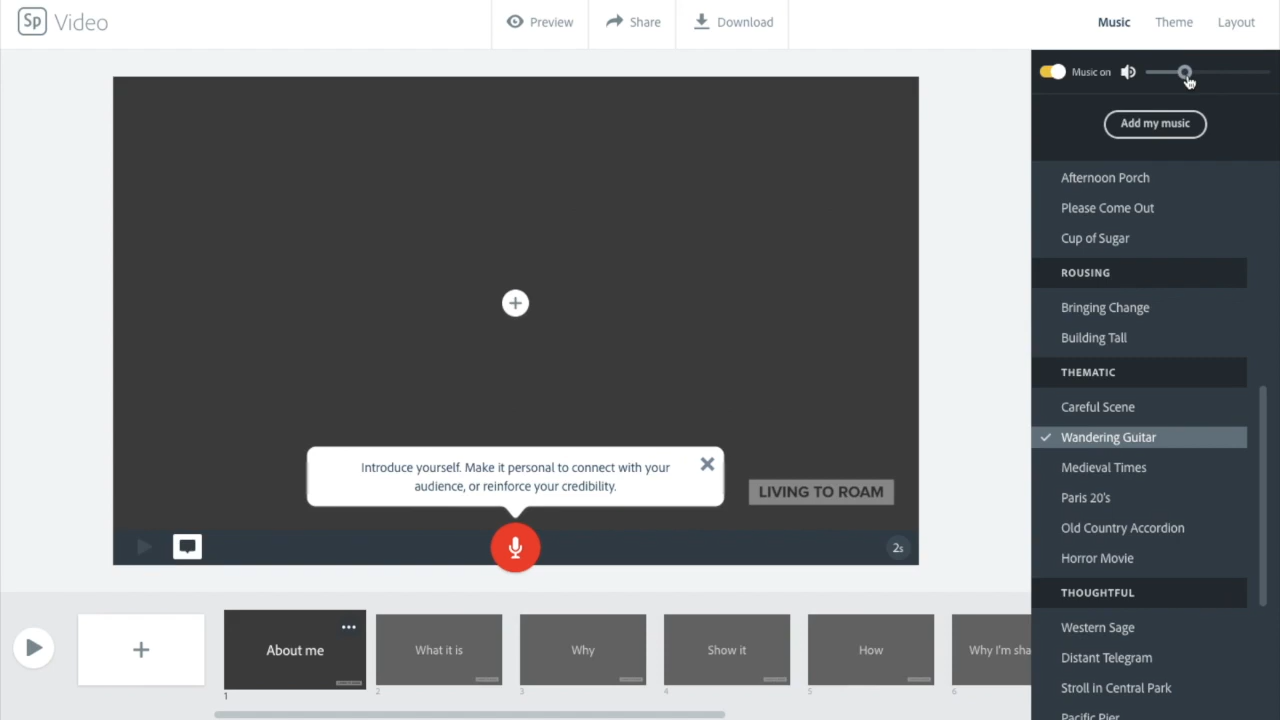 Sp Video
Preview
Share
Download
Music
Theme
Layout
Music on
Add my music
Afternoon Porch
Please Come Out
Cup of Sugar
ROUSING
Bringing Change
Building Tall
THEMATIC
Careful Scene
Wandering Guitar
Medieval Times
Paris 20's
Old Country Accordion
Horror Movie
THOUGHTFUL
Western Sage
Distant Telegram
Stroll in Central Park
Pacific Pier
Introduce yourself. Make it personal to connect with your
audience, or reinforce your credibility.
LIVING TO ROAM
2s
About me
What it is
Why
Show it
How
Why I'm sha
1
2
3
4
5
6